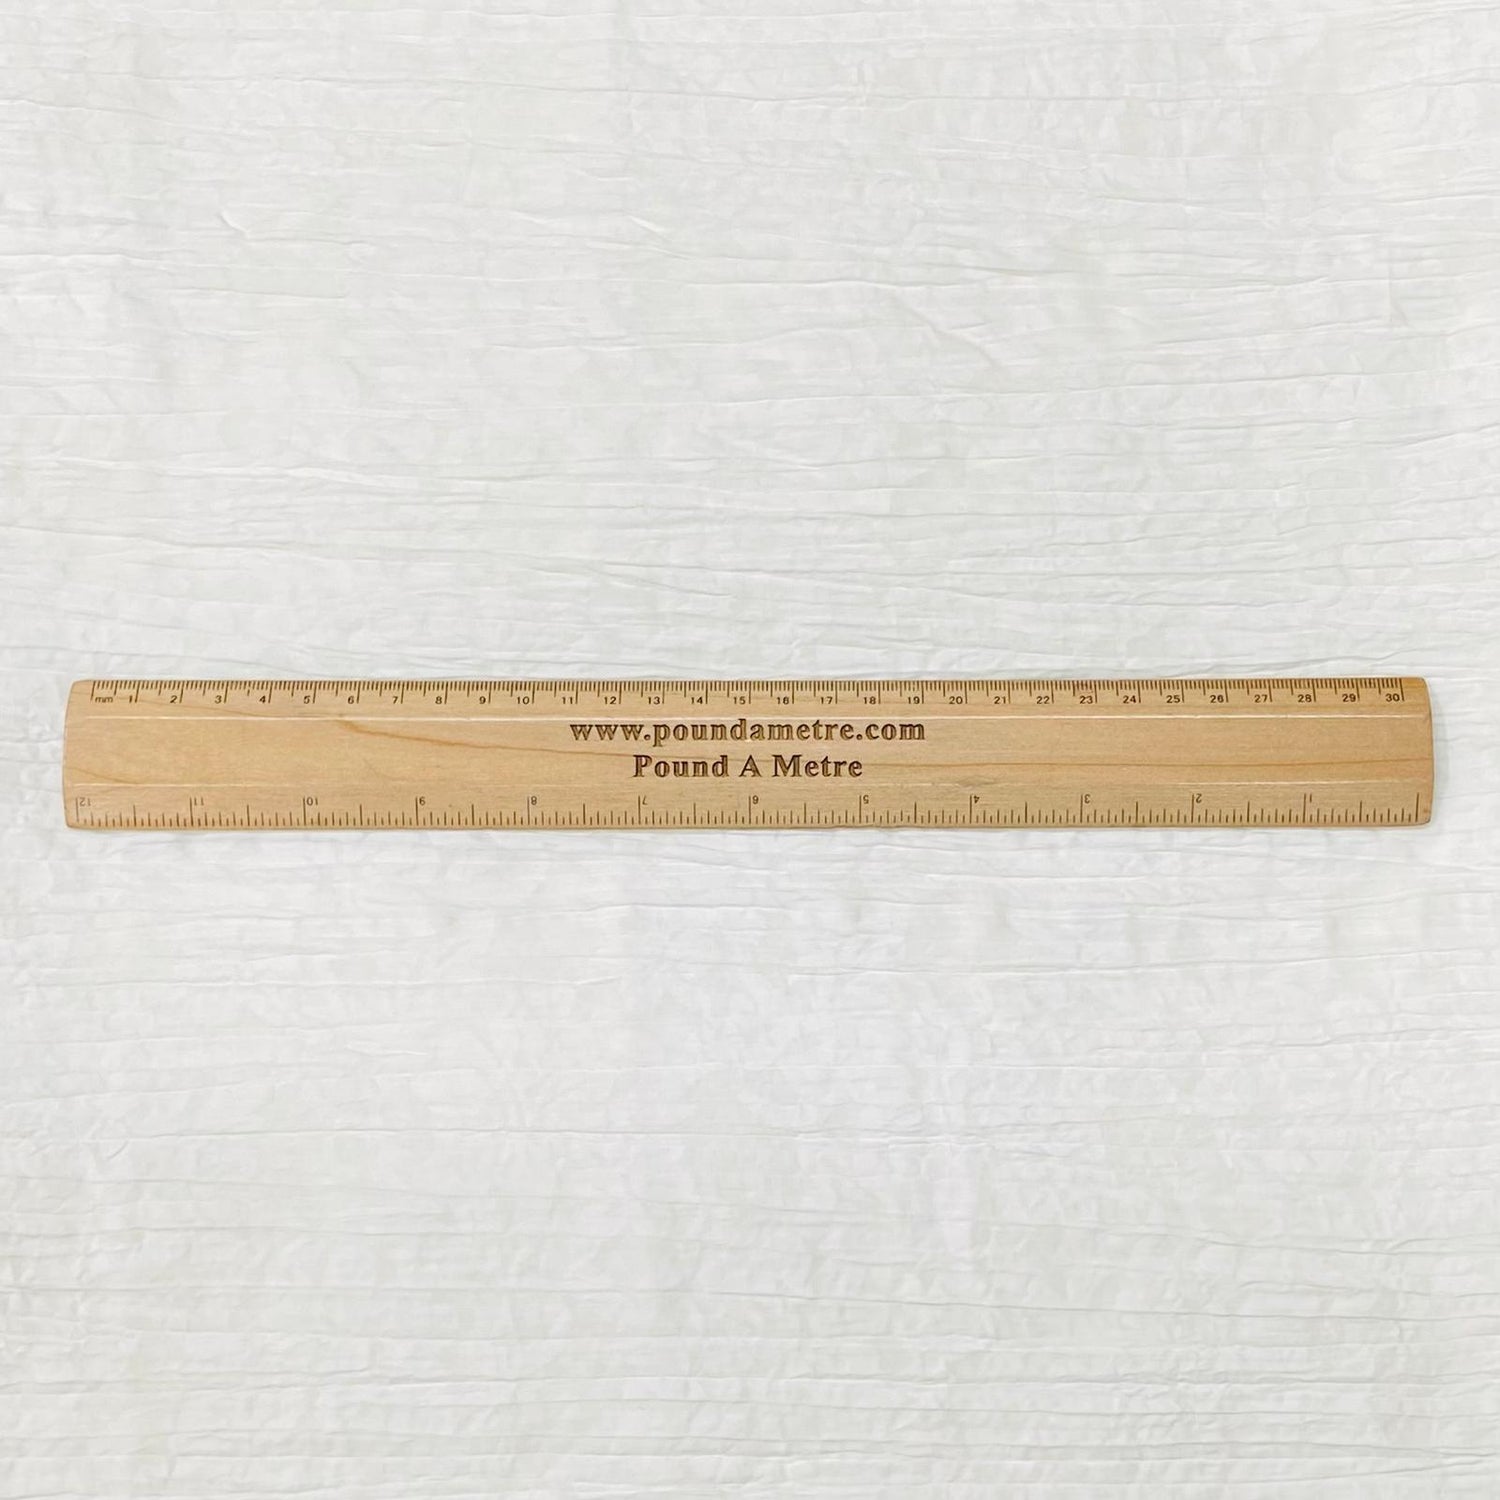 mm 1 2 3 4 5 6 7 8 9 10 11 12 13 14 15 16 17 18 19 20 21 22 23 24 25 26 27 28 29 30
www.poundametre.com
Pound A Metre
12 11 10 9 8 7 6 5 4 3 2 1